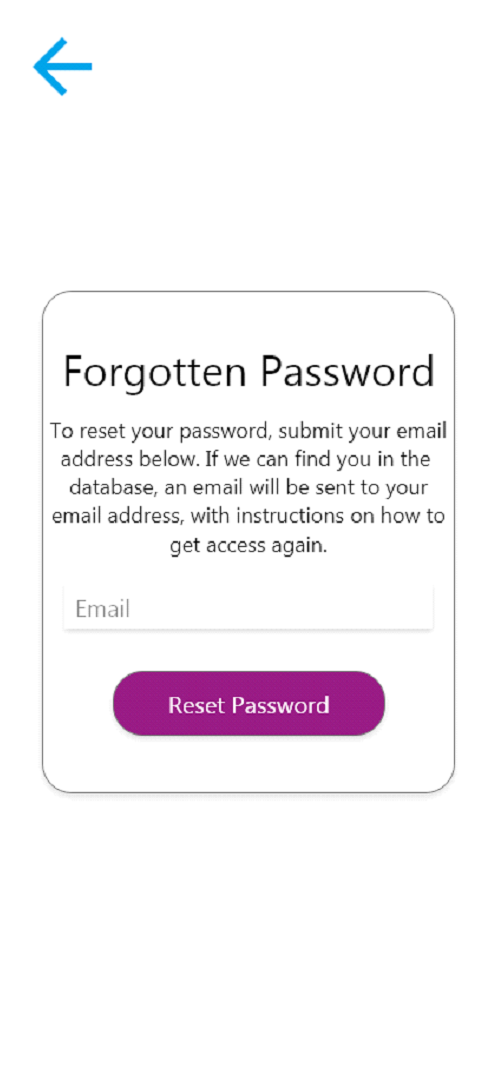 Forgotten Password
To reset your password, submit your email
address below. If we can find you in the
database, an email will be sent to your
email address, with instructions on how to
get access again.
Email
Reset Password